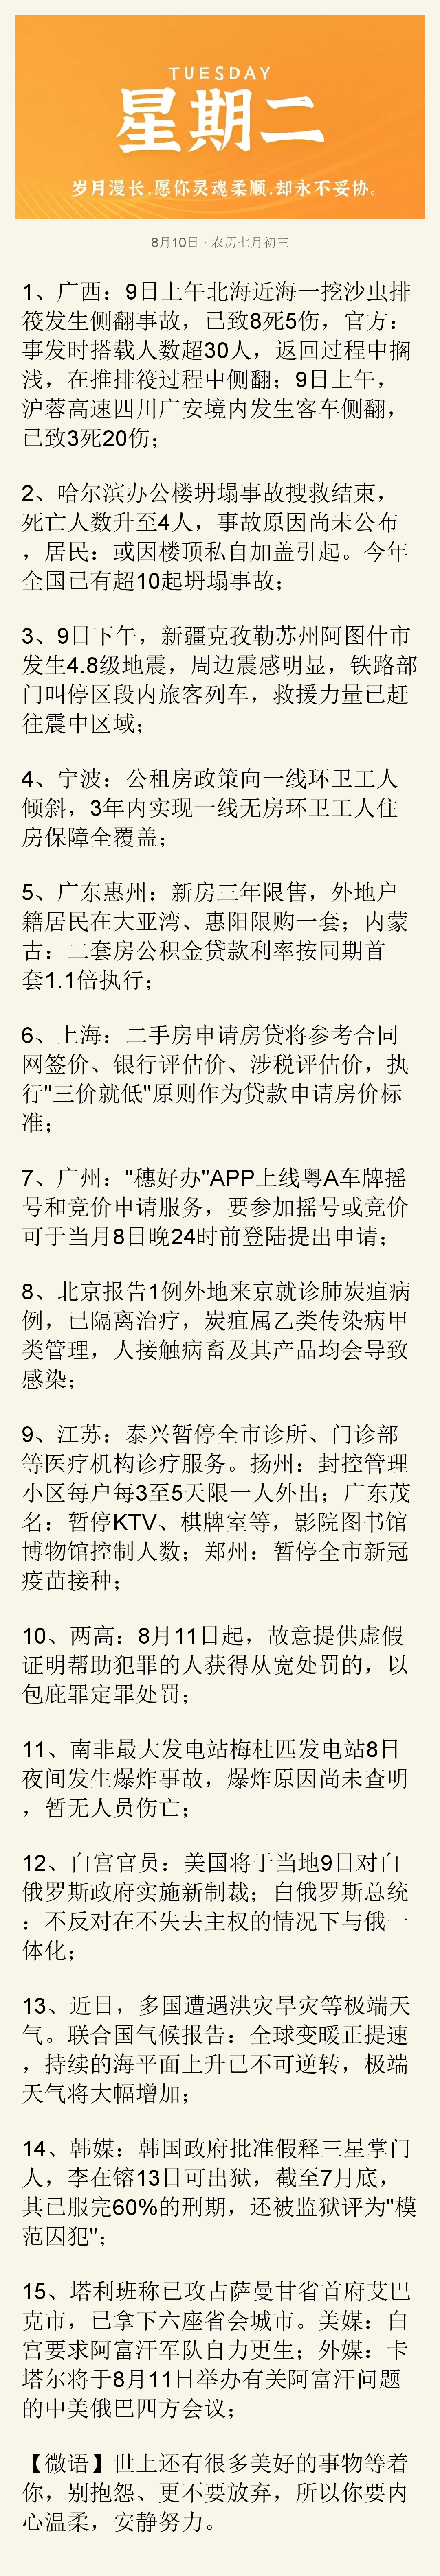 TUESDAY
星期二
岁月漫长,愿你灵魂柔顺,却永不妥协。
8月10日 · 农历七月初三
1、广西：9日上午北海近海一挖沙虫排
筏发生侧翻事故，已致8死5伤，官方：
事发时搭载人数超30人，返回过程中搁
浅，在推排筏过程中侧翻；9日上午，
沪蓉高速四川广安境内发生客车侧翻，
已致3死20伤；
2、哈尔滨办公楼坍塌事故搜救结束，
死亡人数升至4人，事故原因尚未公布
，居民：或因楼顶私自加盖引起。今年
全国已有超10起坍塌事故；
3、9日下午，新疆克孜勒苏州阿图什市
发生4.8级地震，周边震感明显，铁路部
门叫停区段内旅客列车，救援力量已赶
往震中区域；
4、宁波：公租房政策向一线环卫工人
倾斜，3年内实现一线无房环卫工人住
房保障全覆盖；
5、广东惠州：新房三年限售，外地户
籍居民在大亚湾、惠阳限购一套；内蒙
古：二套房公积金贷款利率按同期首
套1.1倍执行；
6、上海：二手房申请房贷将参考合同
网签价、银行评估价、涉税评估价，执
行"三价就低"原则作为贷款申请房价标
准；
7、广州："穗好办"APP上线粤A车牌摇
号和竞价申请服务，要参加摇号或竞价
可于当月8日晚24时前登陆提出申请；
8、北京报告1例外地来京就诊肺炭疽病
例，已隔离治疗，炭疽属乙类传染病甲
类管理，人接触病畜及其产品均会导致
感染；
9、江苏：泰兴暂停全市诊所、门诊部
等医疗机构诊疗服务。扬州：封控管理
小区每户每3至5天限一人外出；广东茂
名：暂停KTV、棋牌室等，影院图书馆
博物馆控制人数；郑州：暂停全市新冠
疫苗接种；
10、两高：8月11日起，故意提供虚假
证明帮助犯罪的人获得从宽处罚的，以
包庇罪定罪处罚；
11、南非最大发电站梅杜匹发电站8日
夜间发生爆炸事故，爆炸原因尚未查明
，暂无人员伤亡；
12、白宫官员：美国将于当地9日对白
俄罗斯政府实施新制裁；白俄罗斯总统
：不反对在不失去主权的情况下与俄一
体化；
13、近日，多国遭遇洪灾旱灾等极端天
气。联合国气候报告：全球变暖正提速
，持续的海平面上升已不可逆转，极端
天气将大幅增加；
14、韩媒：韩国政府批准假释三星掌门
人，李在镕13日可出狱，截至7月底，
其已服完60%的刑期，还被监狱评为"模
范囚犯"；
15、塔利班称已攻占萨曼甘省首府艾巴
克市，已拿下六座省会城市。美媒：白
宫要求阿富汗军队自力更生；外媒：卡
塔尔将于8月11日举办有关阿富汗问题
的中美俄巴四方会议；
【微语】世上还有很多美好的事物等着
你，别抱怨、更不要放弃，所以你要内
心温柔，安静努力。